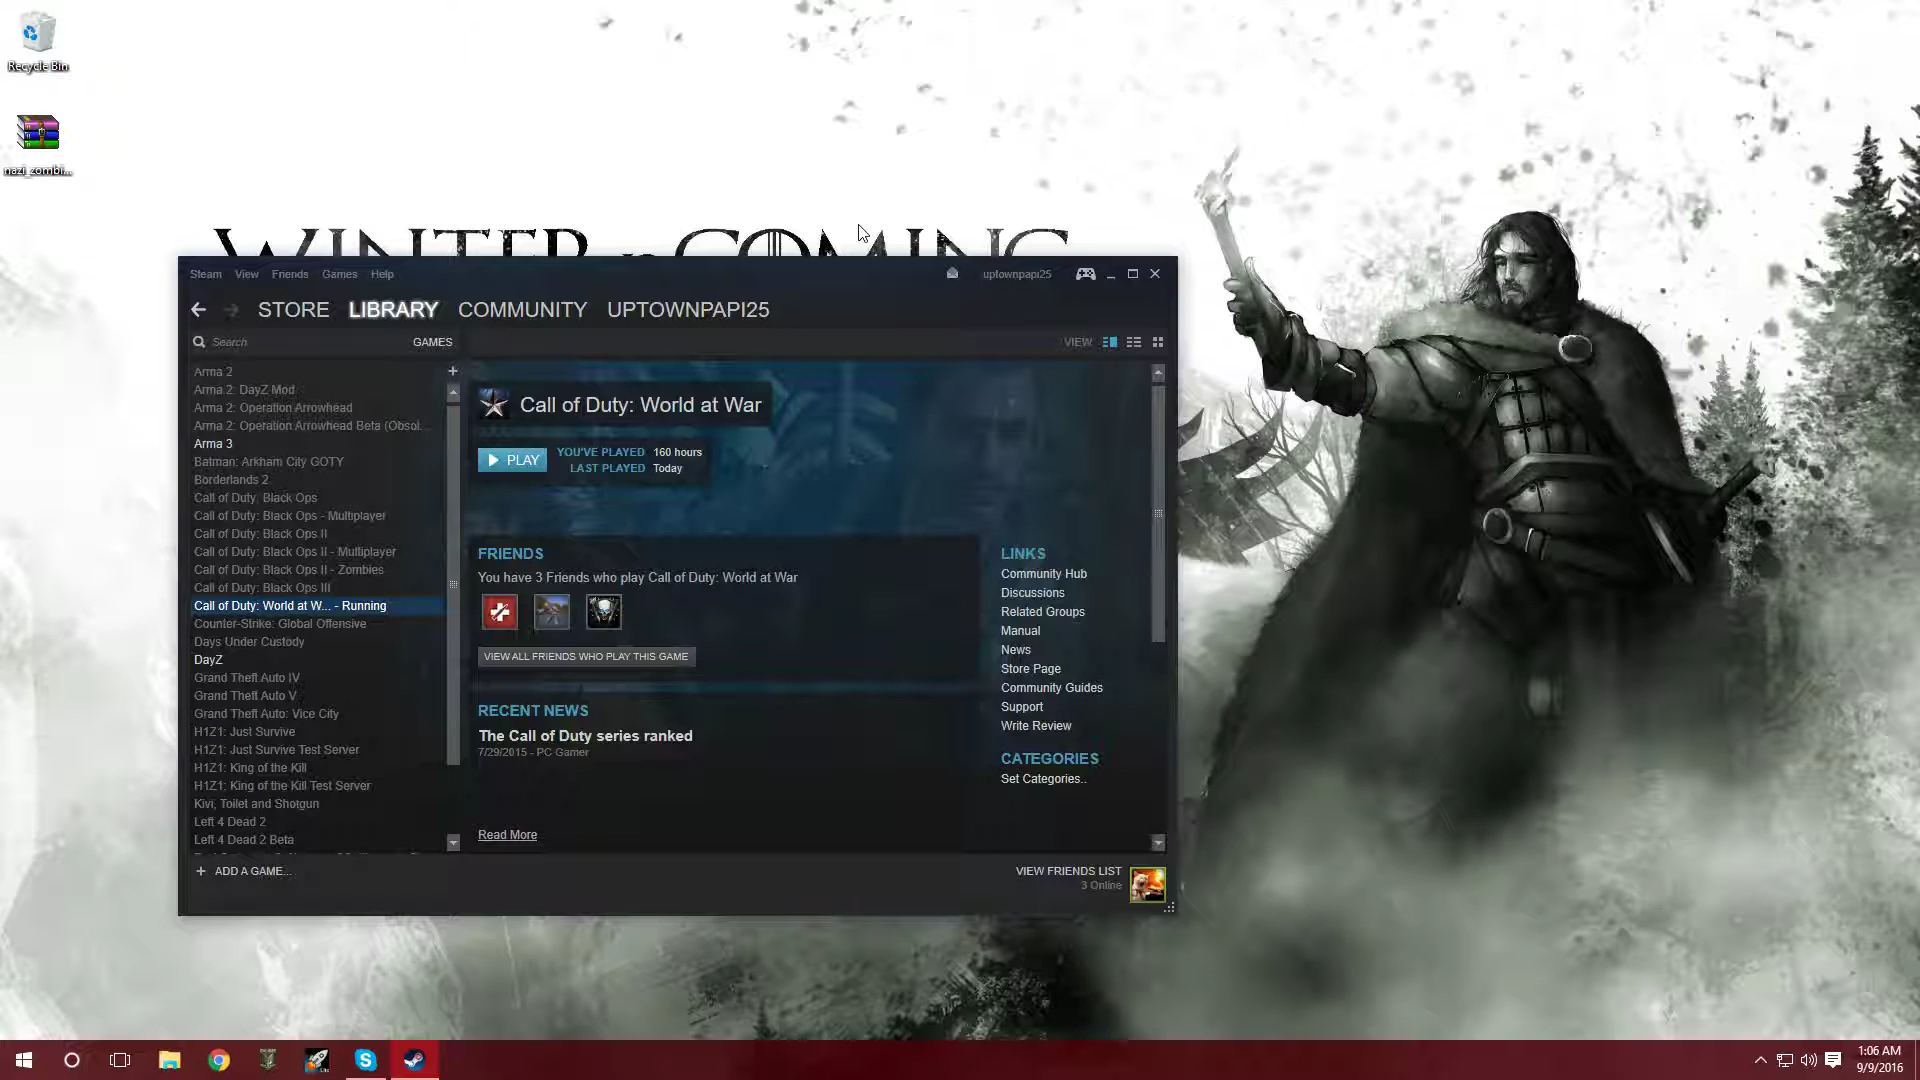 Recycle Bin
nazi_zombi...
WINTER IS COMING
Steam View Friends Games Help
uptownpapi25
STORE LIBRARY COMMUNITY UPTOWNPAPI25
Search
GAMES
VIEW
Arma 2
Arma 2: DayZ Mod
Arma 2: Operation Arrowhead
Arma 2: Operation Arrowhead Beta (Obsol...
Arma 3
Batman: Arkham City GOTY
Borderlands 2
Call of Duty: Black Ops
Call of Duty: Black Ops - Multiplayer
Call of Duty: Black Ops II
Call of Duty: Black Ops II - Multiplayer
Call of Duty: Black Ops II - Zombies
Call of Duty: Black Ops III
Call of Duty: World at W... - Running
Counter-Strike: Global Offensive
Days Under Custody
DayZ
Grand Theft Auto IV
Grand Theft Auto V
Grand Theft Auto: Vice City
H1Z1: Just Survive
H1Z1: Just Survive Test Server
H1Z1: King of the Kill
H1Z1: King of the Kill Test Server
Kivi, Toilet and Shotgun
Left 4 Dead 2
Left 4 Dead 2 Beta
ADD A GAME...
Call of Duty: World at War
PLAY
YOU'VE PLAYED 160 hours
LAST PLAYED Today
FRIENDS
You have 3 Friends who play Call of Duty: World at War
VIEW ALL FRIENDS WHO PLAY THIS GAME
RECENT NEWS
The Call of Duty series ranked
7/29/2015 - PC Gamer
Read More
LINKS
Community Hub
Discussions
Related Groups
Manual
News
Store Page
Community Guides
Support
Write Review
CATEGORIES
Set Categories..
VIEW FRIENDS LIST
3 Online
1:06 AM
9/9/2016